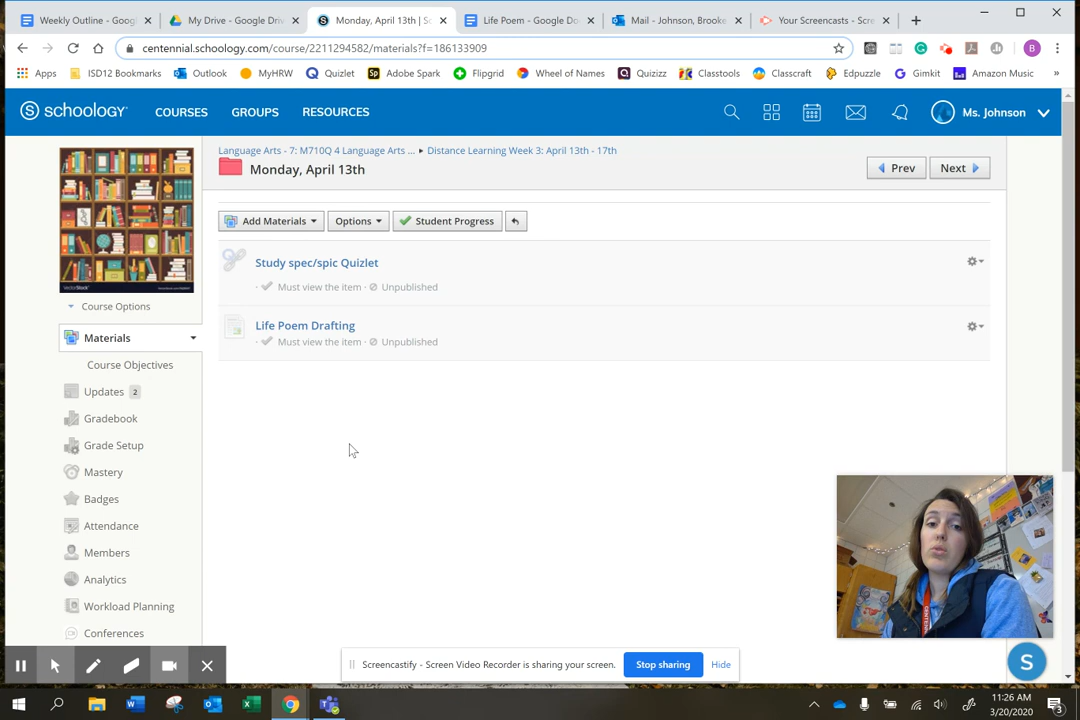 Weekly Outline - Googl
My Drive - Google Driv
Monday, April 13th | Sc
Life Poem - Google Do
Mail - Johnson, Brooke
Your Screencasts - Scre
centennial.schoology.com/course/2211294582/materials?f=186133909
B
Apps
ISD12 Bookmarks
Outlook
MyHRW
Quizlet
Adobe Spark
Flipgrid
Wheel of Names
Quizizz
Classtools
Classcraft
Edpuzzle
Gimkit
Amazon Music
»
S schoology
COURSES
GROUPS
RESOURCES
Ms. Johnson
Language Arts - 7: M710Q 4 Language Arts ... ▸ Distance Learning Week 3: April 13th - 17th
Monday, April 13th
Prev
Next
Add Materials
Options
Student Progress
Study spec/spic Quizlet
· Must view the item · Unpublished
Life Poem Drafting
· Must view the item · Unpublished
Course Options
Materials
Course Objectives
Updates 2
Gradebook
Grade Setup
Mastery
Badges
Attendance
Members
Analytics
Workload Planning
Conferences
Screencastify - Screen Video Recorder is sharing your screen.
Stop sharing
Hide
S
11:26 AM
3/20/2020
3